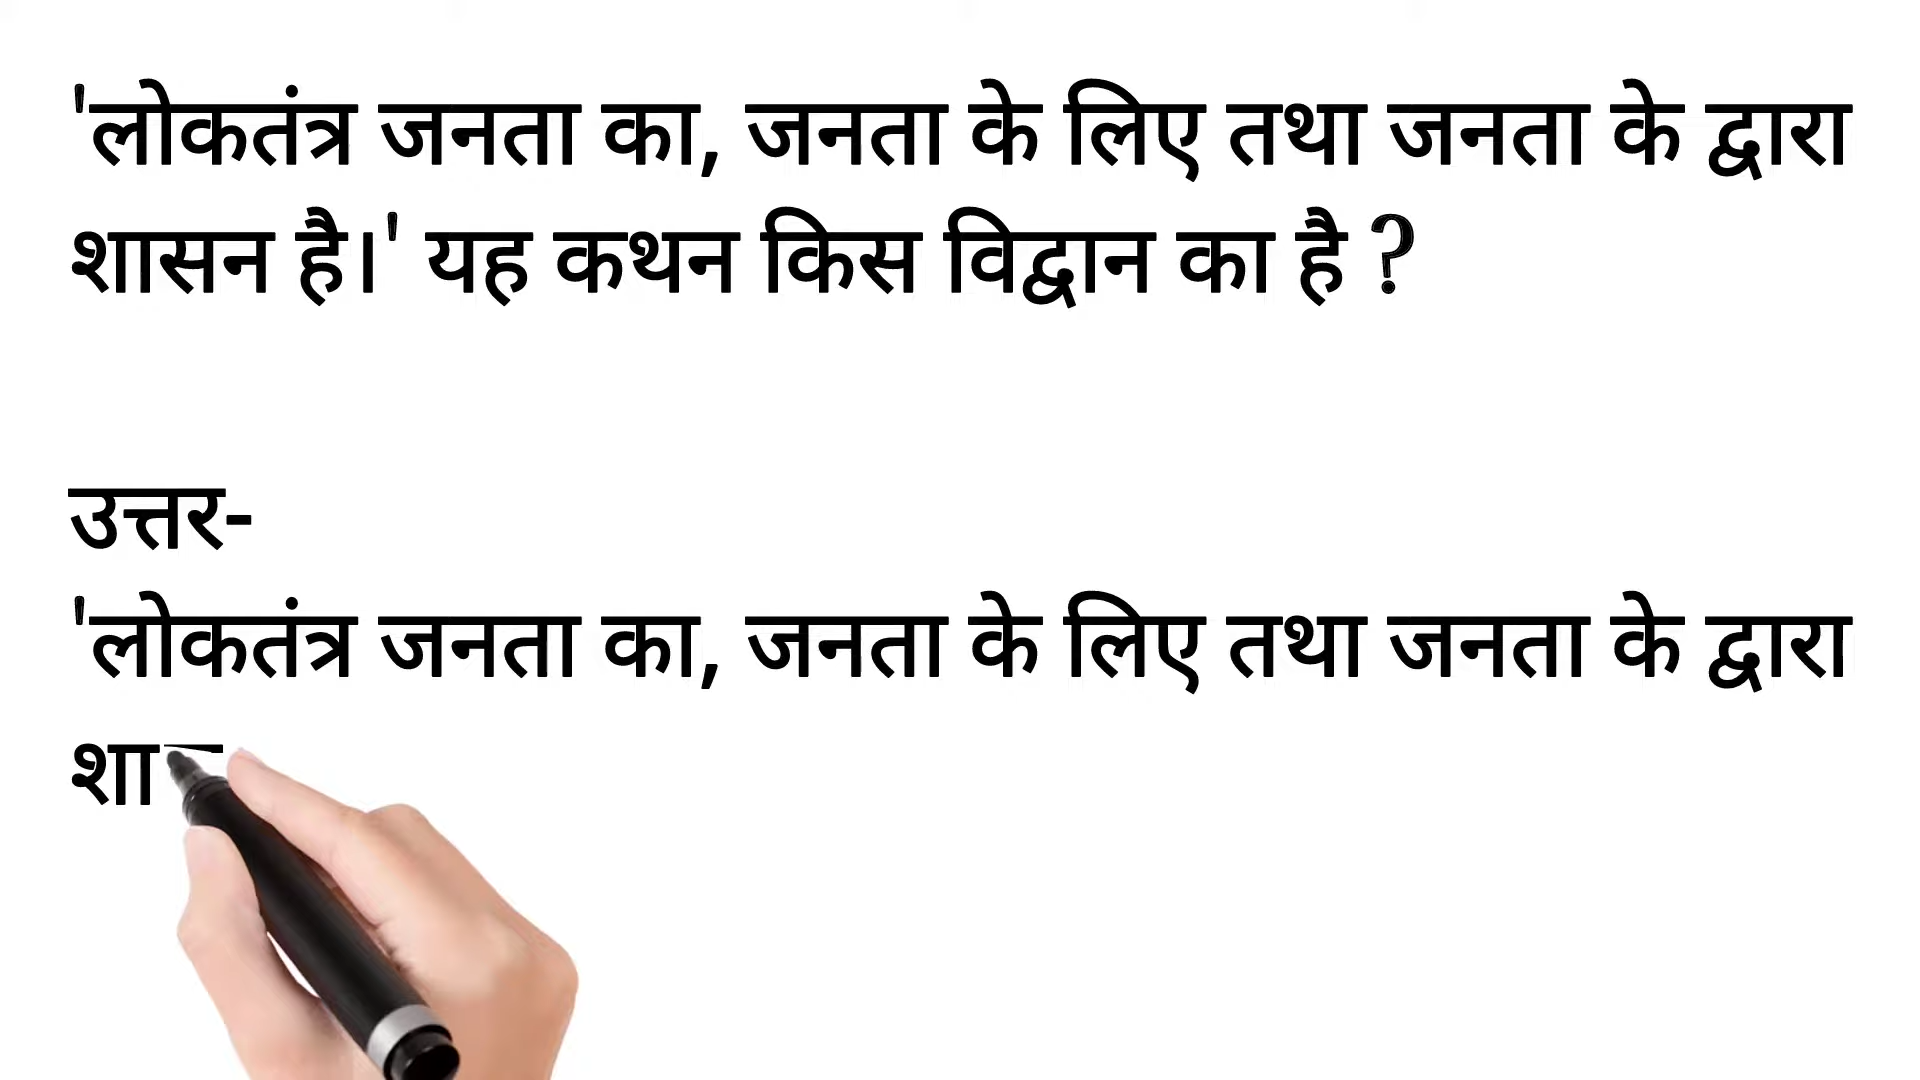 'लोकतंत्र जनता का, जनता के लिए तथा जनता के द्वारा
शासन है।' यह कथन किस विद्वान का है ?
उत्तर-
'लोकतंत्र जनता का, जनता के लिए तथा जनता के द्वारा
शा